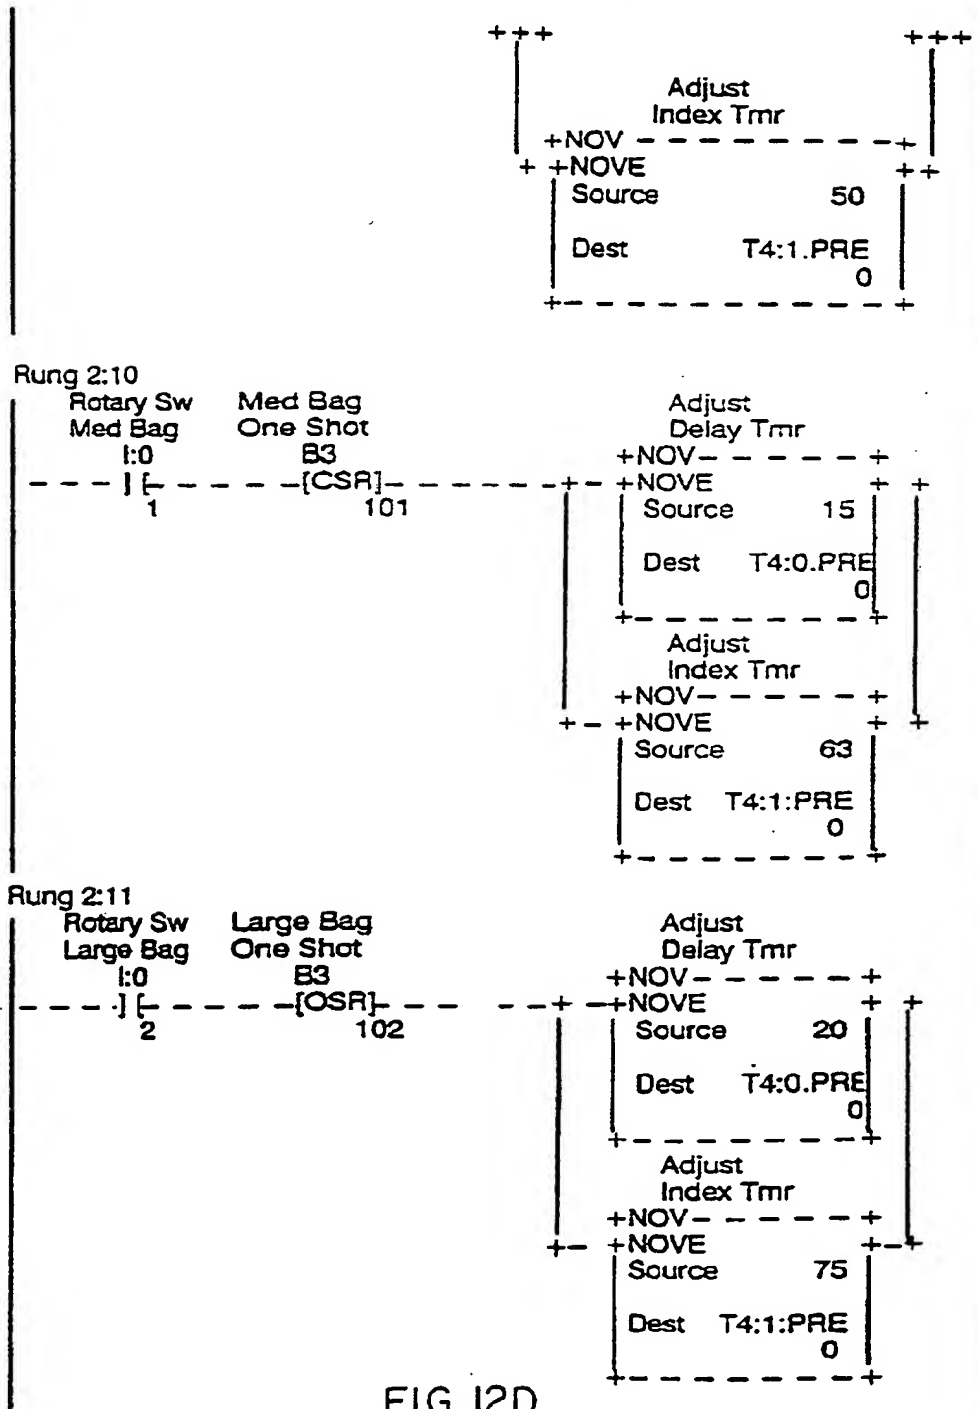 +++ +++
Adjust
Index Tmr
+NOV - - - - - - - - - -+
+ +NOVE ++
Source 50
Dest T4:1.PRE
0
+- - - - - - - - - - - -+
Rung 2:10
Rotary Sw Med Bag Adjust
Med Bag One Shot Delay Tmr
I:0 B3 +NOV- - - - - - +
- - - -] [- - - - -[CSR]- - - - - -+ - +NOVE + +
1 101 Source 15
Dest T4:0.PRE
0
+- - - - - - - -+
Adjust
Index Tmr
+NOV- - - - - - +
+ - +NOVE + +
Source 63
Dest T4:1:PRE
0
+- - - - - - - -+
Rung 2:11
Rotary Sw Large Bag Adjust
Large Bag One Shot Delay Tmr
I:0 B3 +NOV- - - - - - +
- - - -] [- - - - -[OSR]- - - - - -+ -+NOVE + +
2 102 Source 20
Dest T4:0.PRE
0
+- - - - - - - -+
Adjust
Index Tmr
+NOV- - - - - - +
+- +NOVE +-+
Source 75
Dest T4:1:PRE
0
+- - - - - - - -+
FIG 12D